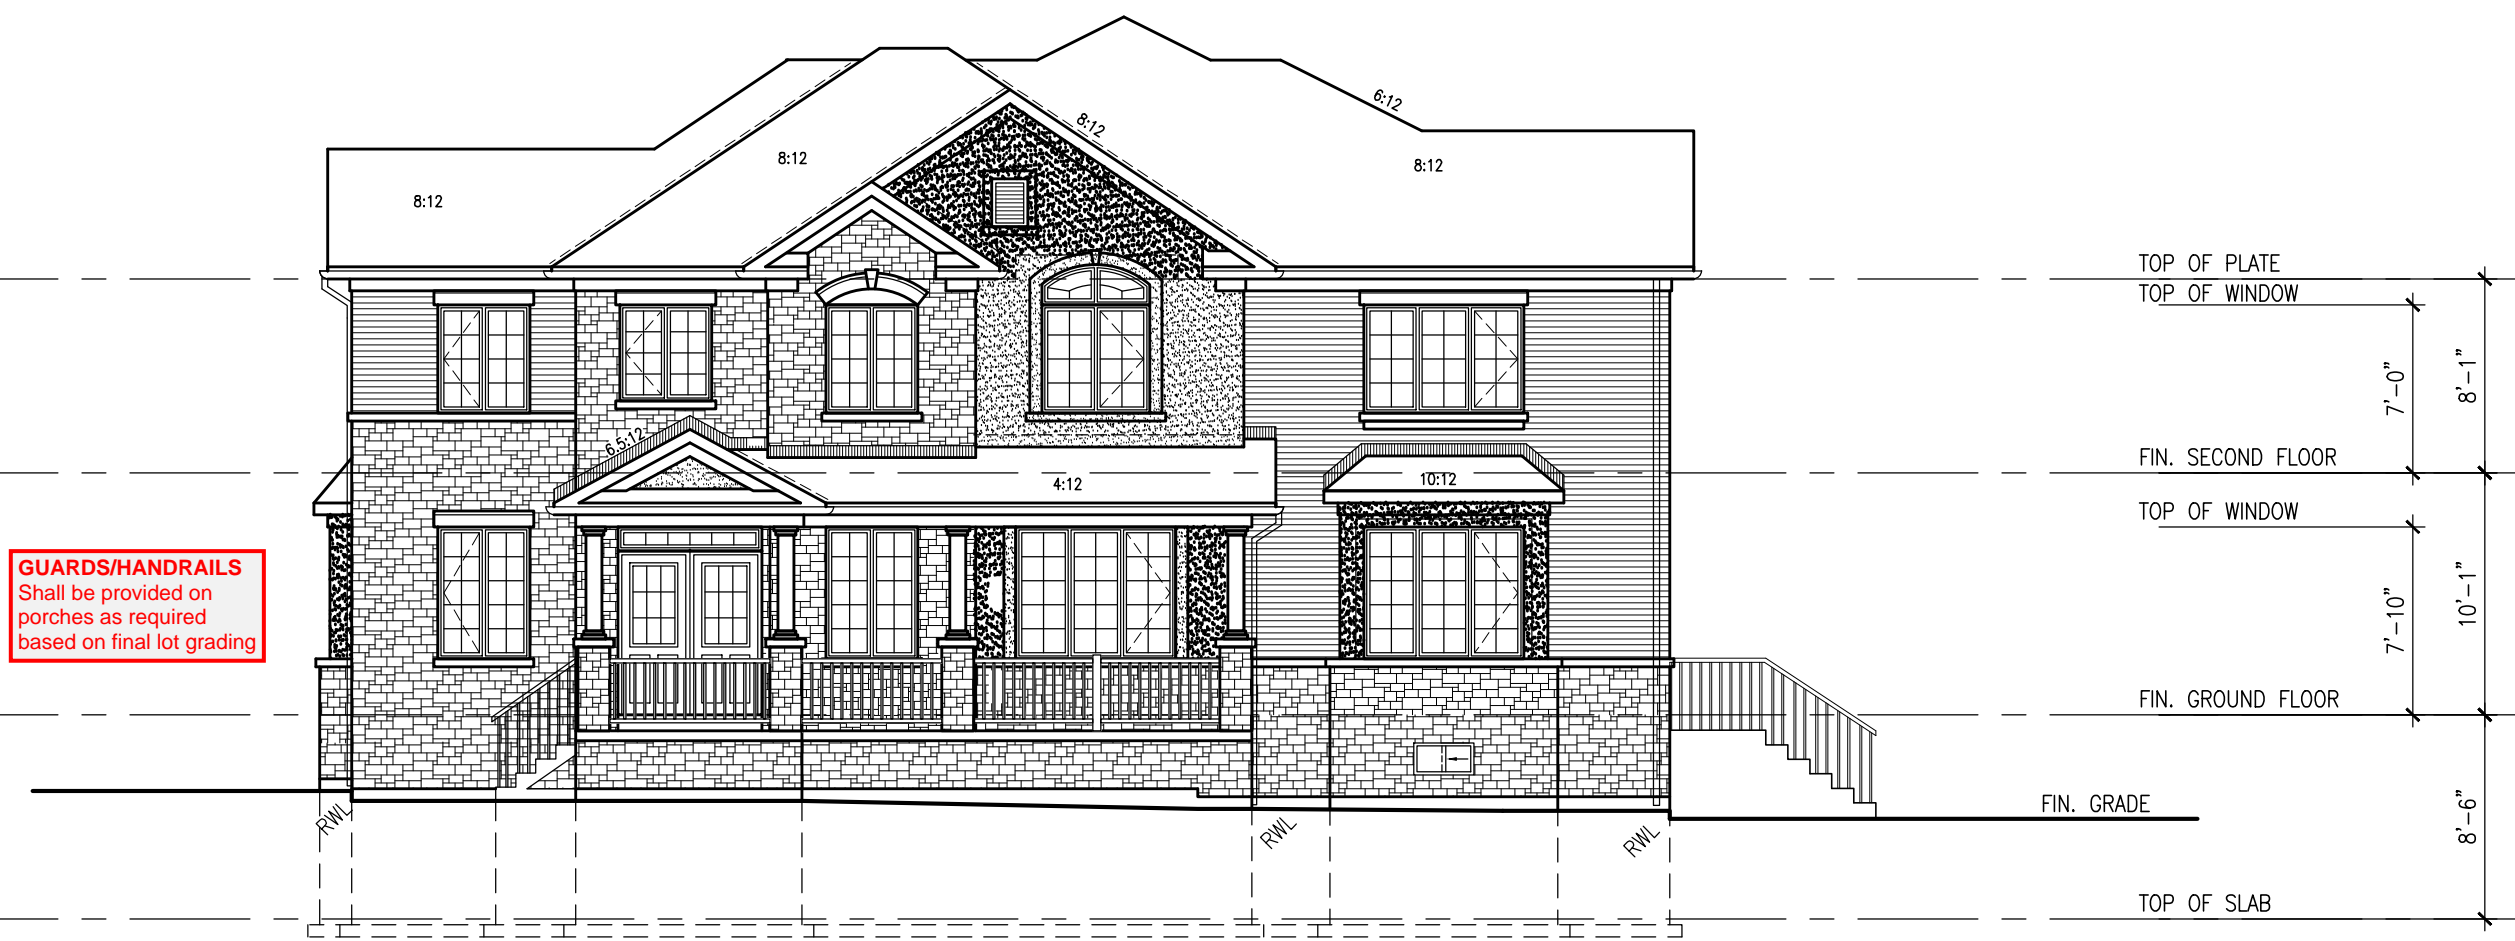 6:12
8:12
8:12
8:12
8:12
TOP OF PLATE
TOP OF WINDOW
7'-0"
8'-1"
6.5:12
FIN. SECOND FLOOR
4:12
10:12
TOP OF WINDOW
GUARDS/HANDRAILS
Shall be provided on
porches as required
based on final lot grading
7'-10"
10'-1"
FIN. GROUND FLOOR
FIN. GRADE
RWL
RWL
RWL
8'-6"
TOP OF SLAB